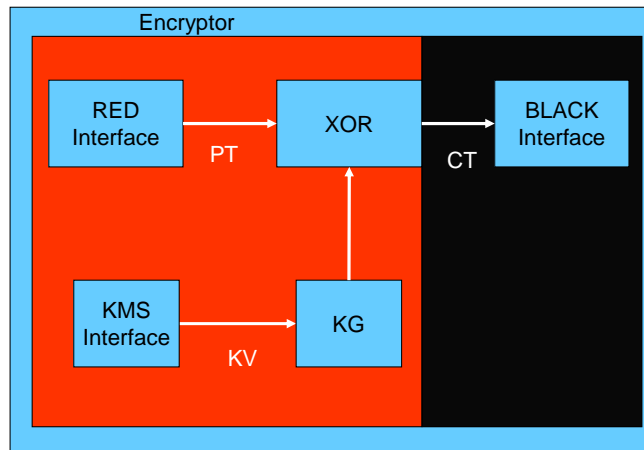 Encryptor
RED
Interface
PT
XOR
CT
BLACK
Interface
KMS
Interface
KV
KG